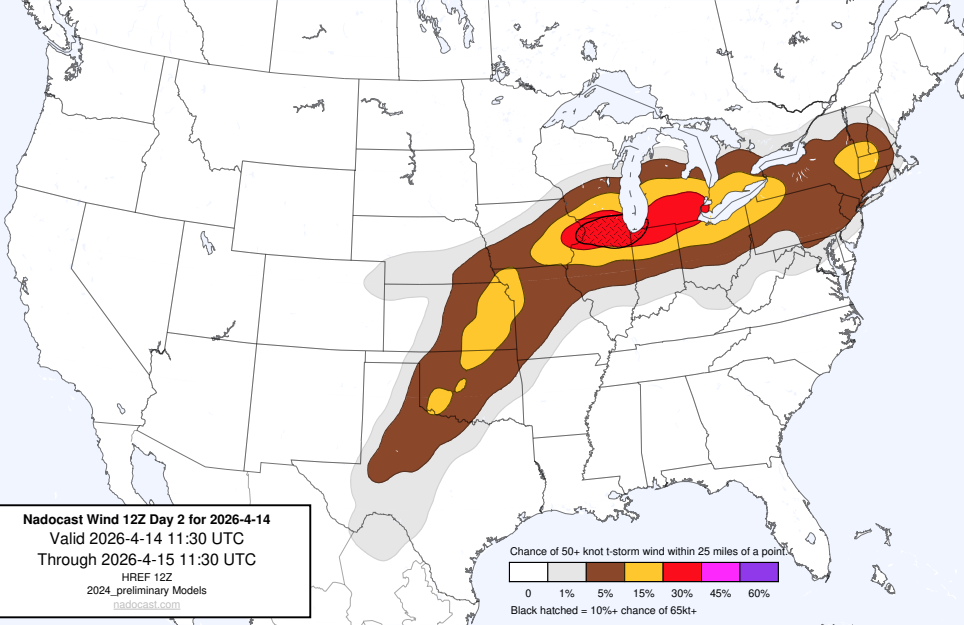 Nadocast Wind 12Z Day 2 for 2026-4-14
Valid 2026-4-14 11:30 UTC
Through 2026-4-15 11:30 UTC
HREF 12Z
2024_preliminary Models
nadocast.com
Chance of 50+ knot t-storm wind within 25 miles of a point.
0 1% 5% 15% 30% 45% 60%
Black hatched = 10%+ chance of 65kt+